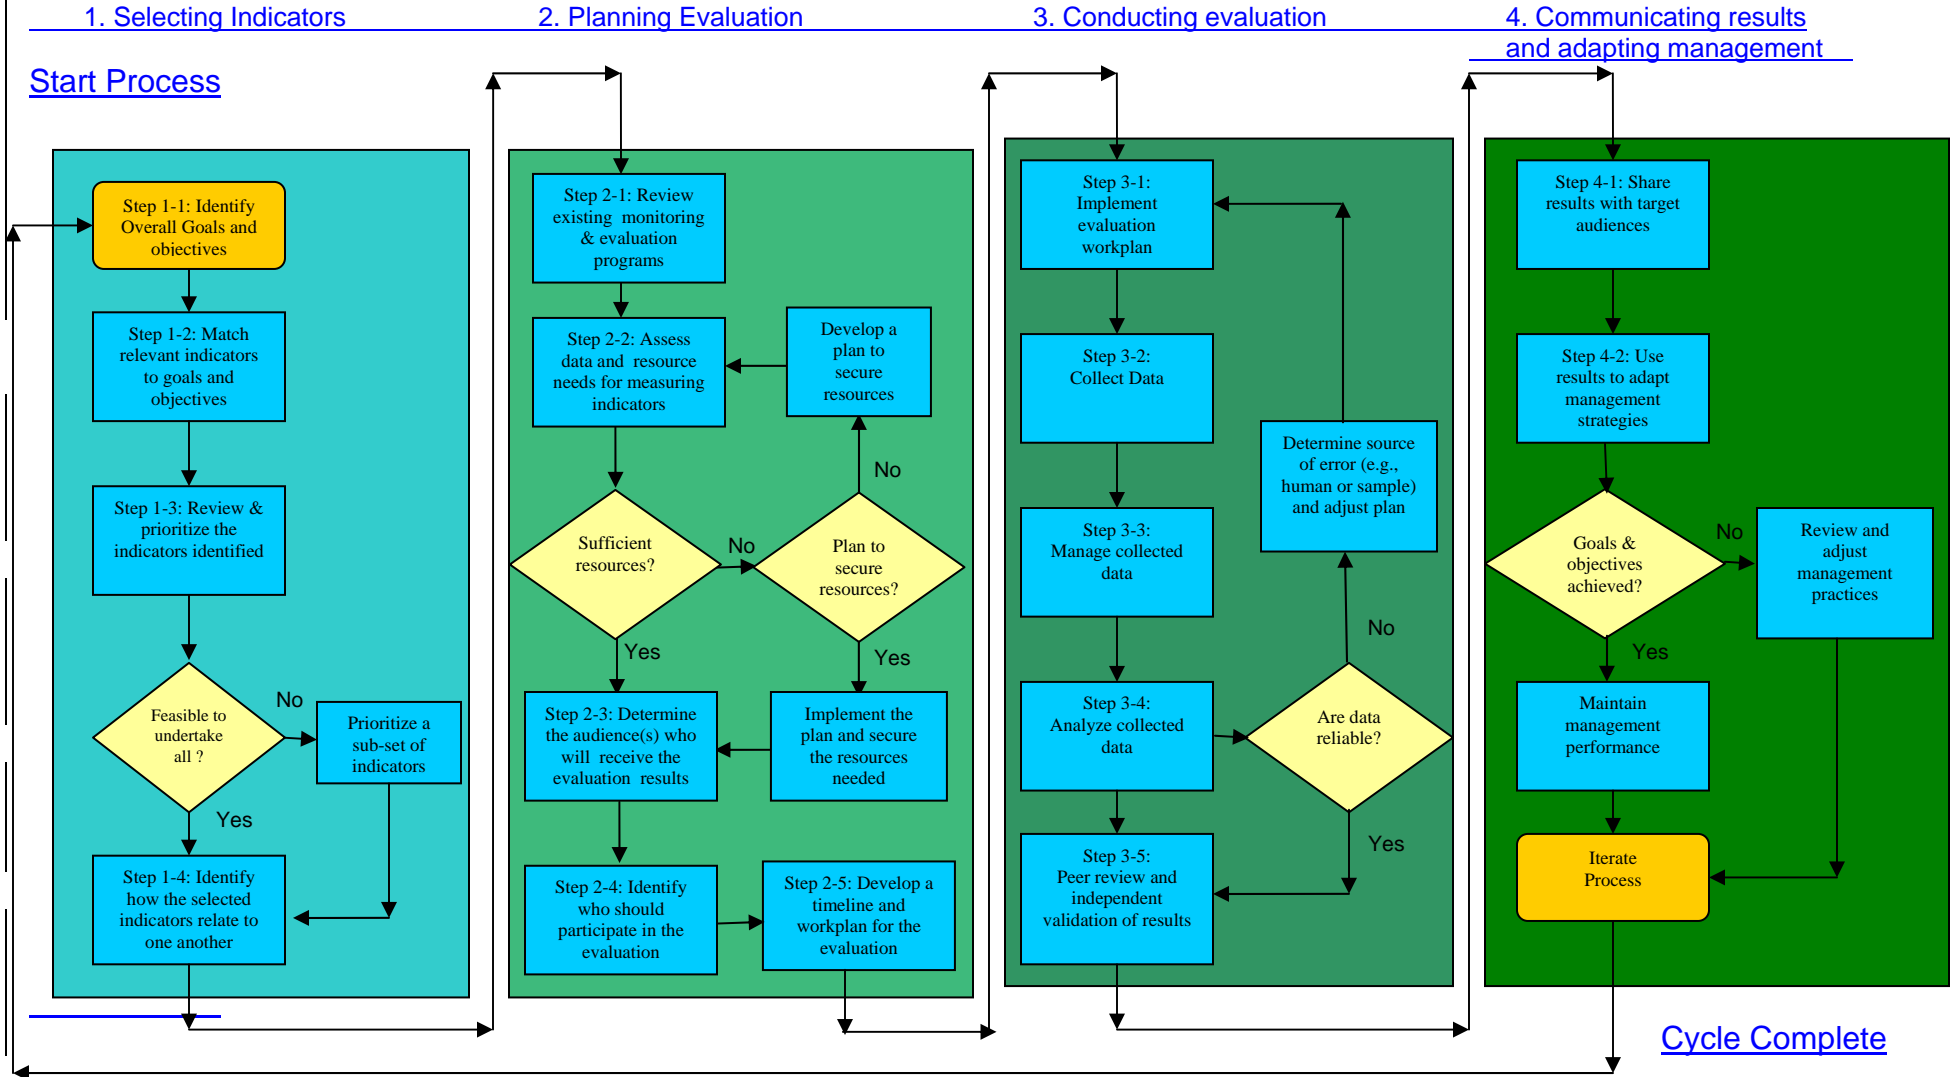 1. Selecting Indicators
2. Planning Evaluation
3. Conducting evaluation
4. Communicating results
and adapting management
Start Process
Step 1-1: Identify
Overall Goals and
objectives
Step 1-2: Match
relevant indicators
to goals and
objectives
Step 1-3: Review &
prioritize the
indicators identified
Feasible to
undertake
all ?
No
Prioritize a
sub-set of
indicators
Yes
Step 1-4: Identify
how the selected
indicators relate to
one another
Step 2-1: Review
existing monitoring
& evaluation
programs
Step 2-2: Assess
data and resource
needs for measuring
indicators
Develop a
plan to
secure
resources
No
Sufficient
resources?
No
Plan to
secure
resources?
Yes
Yes
Step 2-3: Determine
the audience(s) who
will receive the
evaluation results
Implement the
plan and secure
the resources
needed
Step 2-4: Identify
who should
participate in the
evaluation
Step 2-5: Develop a
timeline and
workplan for the
evaluation
Step 3-1:
Implement
evaluation
workplan
Step 3-2:
Collect Data
Determine source
of error (e.g.,
human or sample)
and adjust plan
Step 3-3:
Manage collected
data
No
Step 3-4:
Analyze collected
data
Are data
reliable?
Yes
Step 3-5:
Peer review and
independent
validation of results
Step 4-1: Share
results with target
audiences
Step 4-2: Use
results to adapt
management
strategies
Goals &
objectives
achieved?
No
Review and
adjust
management
practices
Yes
Maintain
management
performance
Iterate
Process
Cycle Complete